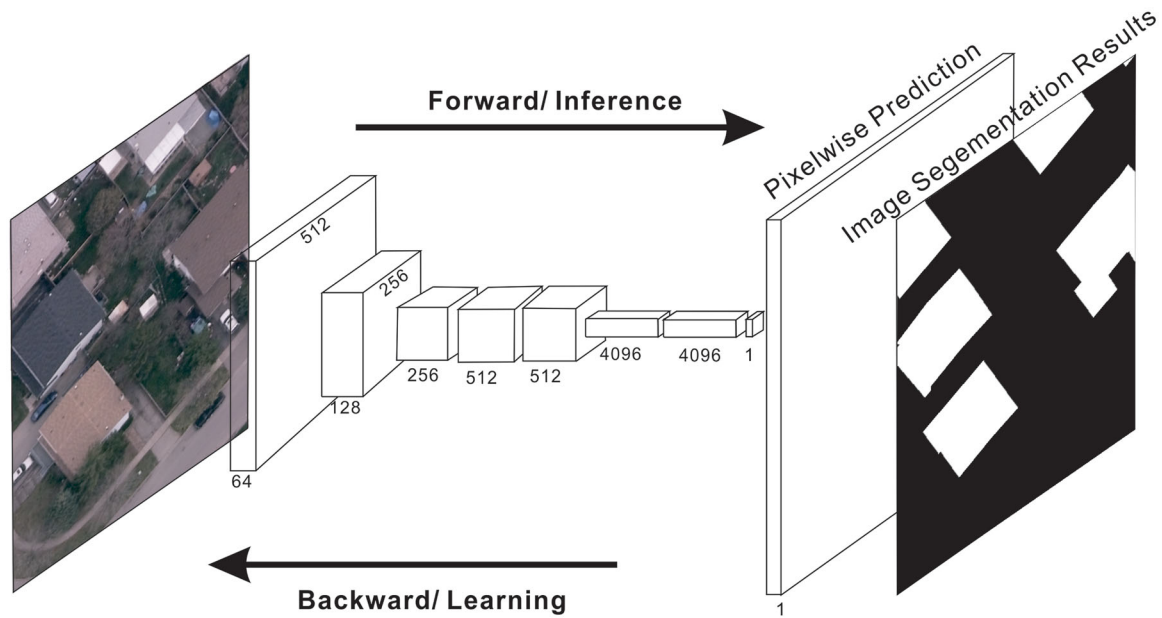 Forward/ Inference
Pixelwise Prediction
Image Segementation Results
512
256
64
128
256
512
512
4096
4096
1
1
Backward/ Learning